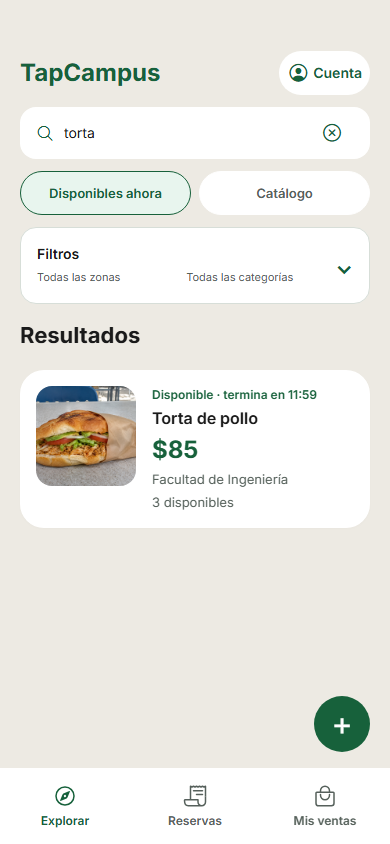 TapCampus
Cuenta
torta
Disponibles ahora
Catálogo
Filtros
Todas las zonas
Todas las categorías
Resultados
Disponible · termina en 11:59
Torta de pollo
$85
Facultad de Ingeniería
3 disponibles
+
Explorar
Reservas
Mis ventas